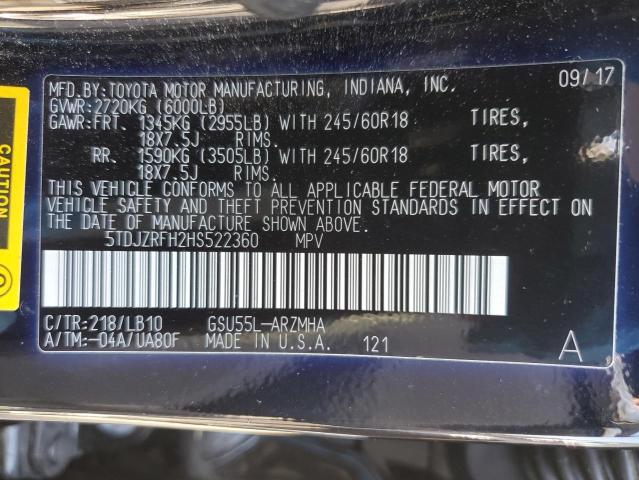 MFD.BY:TOYOTA MOTOR MANUFACTURING, INDIANA, INC. 09/17
GVWR:2720KG (6000LB)
GAWR:FRT. 1345KG (2955LB) WITH 245/60R18 TIRES,
18X7.5J RIMS.
RR. 1590KG (3505LB) WITH 245/60R18 TIRES,
18X7.5J RIMS.
THIS VEHICLE CONFORMS TO ALL APPLICABLE FEDERAL MOTOR
VEHICLE SAFETY AND THEFT PREVENTION STANDARDS IN EFFECT ON
THE DATE OF MANUFACTURE SHOWN ABOVE.
5TDJZRFH2HS522360 MPV
C/TR:218/LB10 GSU55L-ARZMHA
A/TM:-04A/UA80F MADE IN U.S.A. 121 A
CAUTION